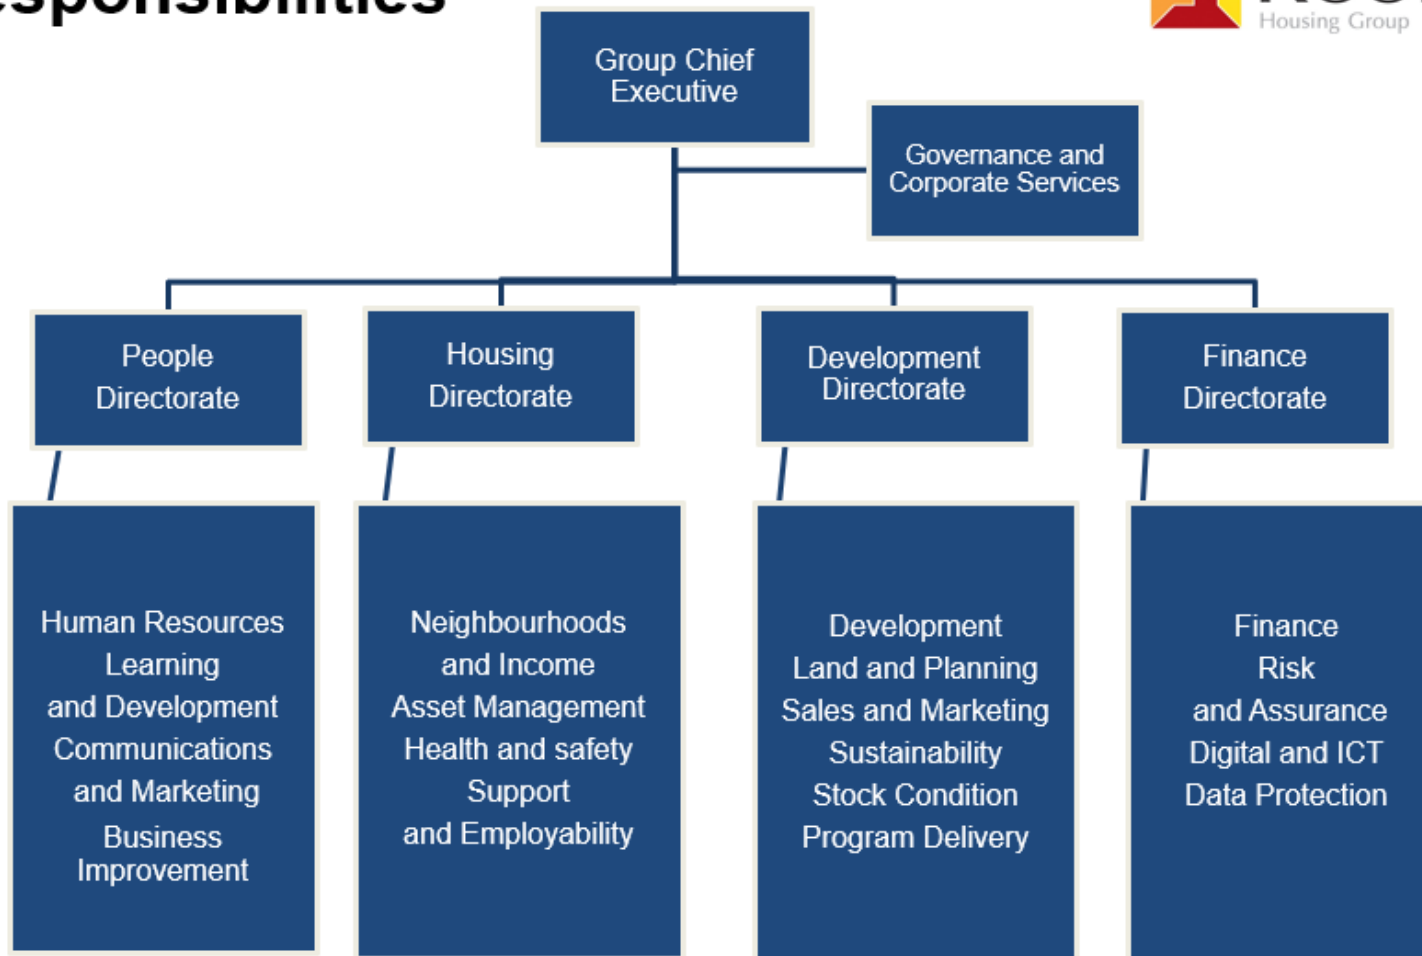 Housing Group
Group Chief
Executive
Governance and
Corporate Services
People
Directorate
Housing
Directorate
Development
Directorate
Finance
Directorate
Human Resources
Learning
and Development
Communications
and Marketing
Business
Improvement
Neighbourhoods
and Income
Asset Management
Health and safety
Support
and Employability
Development
Land and Planning
Sales and Marketing
Sustainability
Stock Condition
Program Delivery
Finance
Risk
and Assurance
Digital and ICT
Data Protection